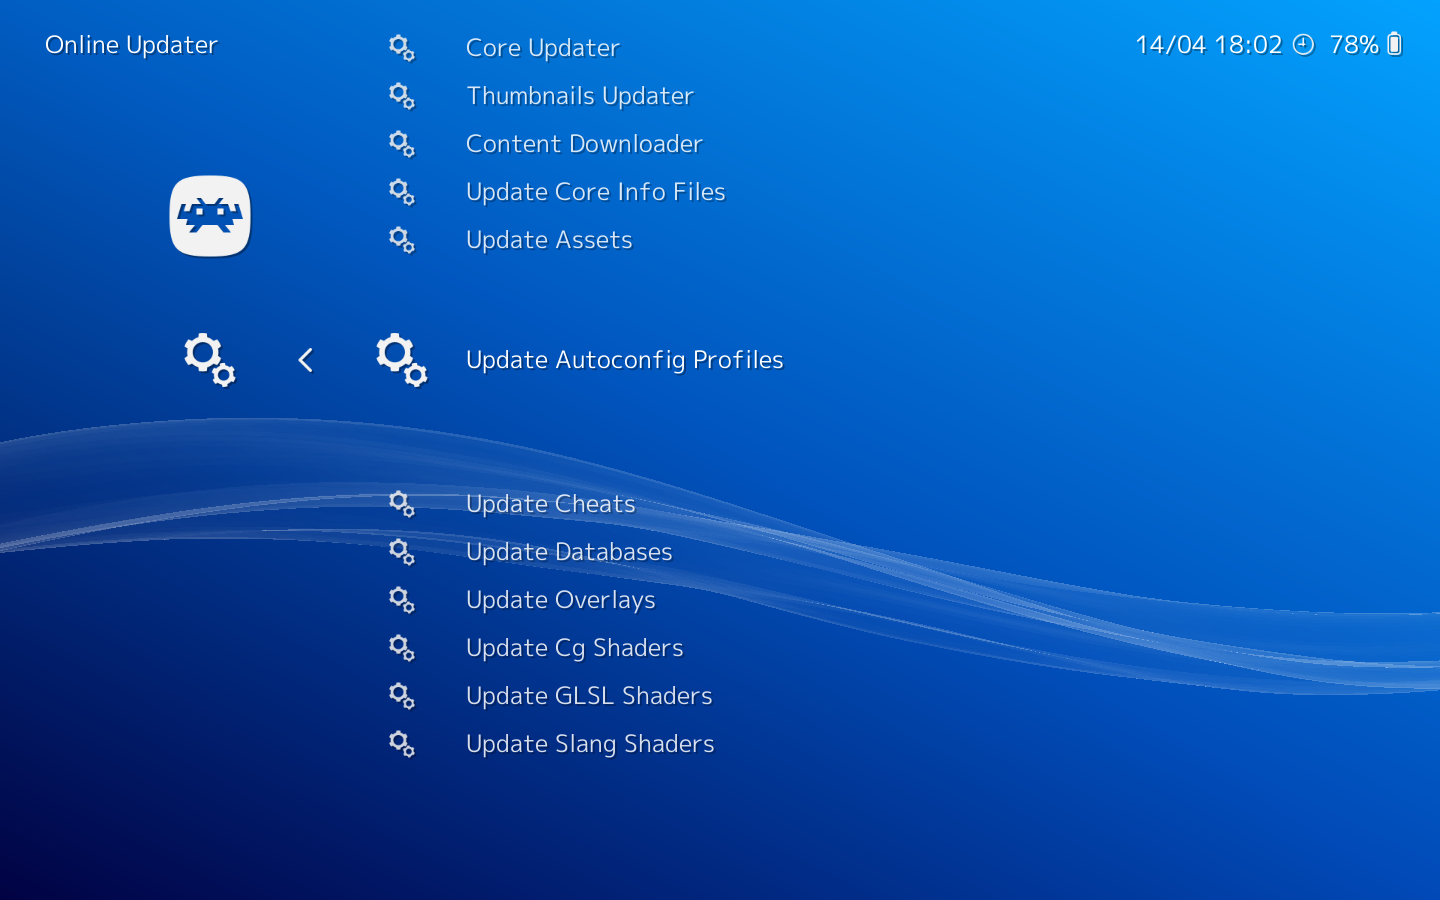 Online Updater
14/04 18:02 78%
Core Updater
Thumbnails Updater
Content Downloader
Update Core Info Files
Update Assets
Update Autoconfig Profiles
Update Cheats
Update Databases
Update Overlays
Update Cg Shaders
Update GLSL Shaders
Update Slang Shaders